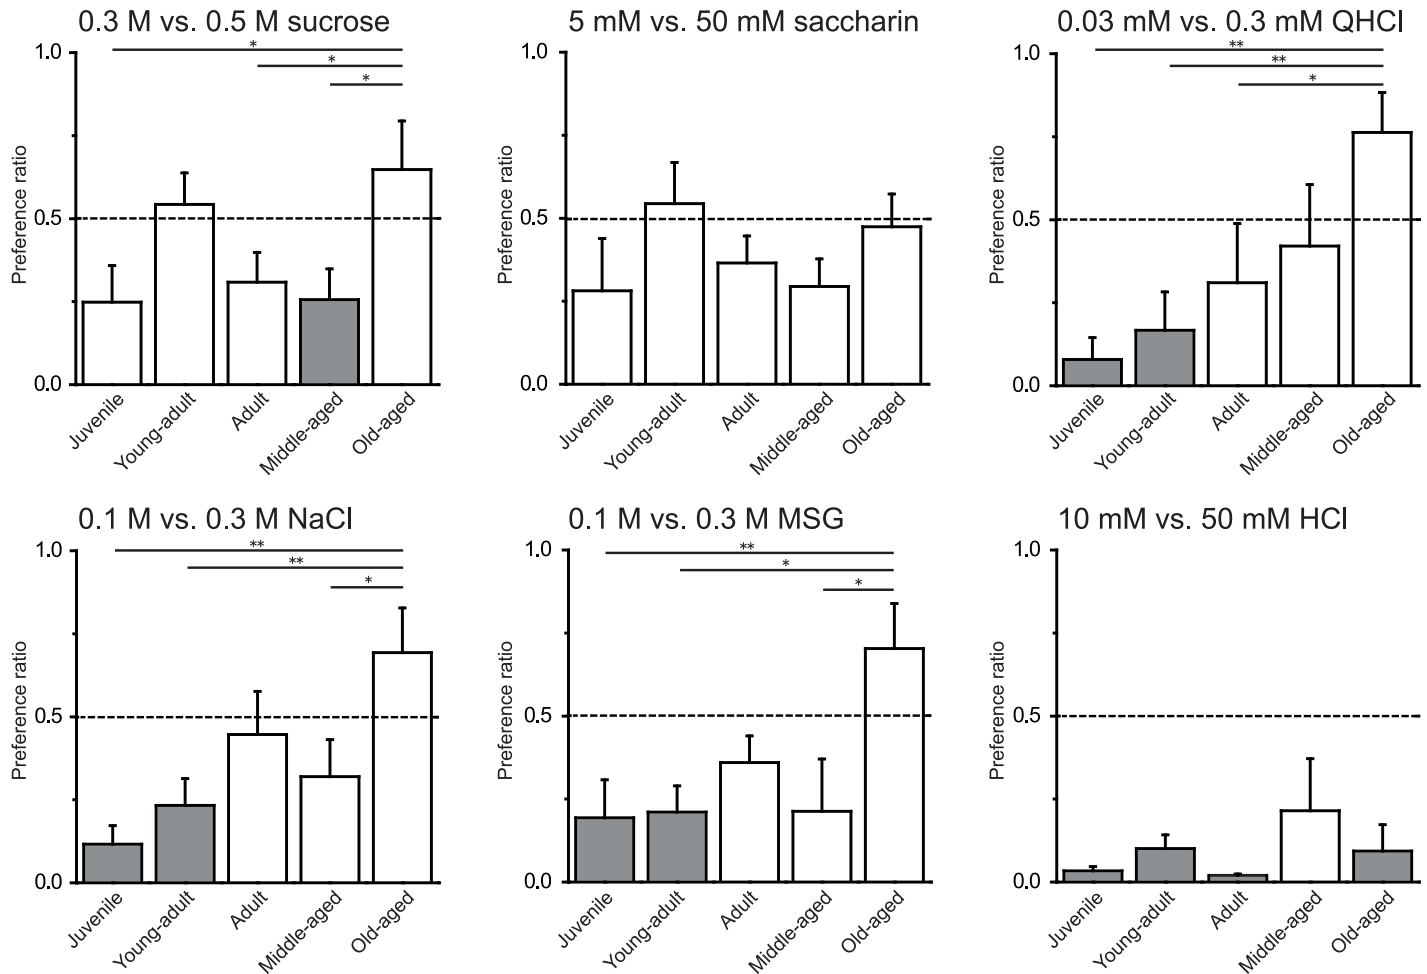 0.3 M vs. 0.5 M sucrose
1.0
*
*
*
Preference ratio
0.5
0.0
Juvenile
Young-adult
Adult
Middle-aged
Old-aged
5 mM vs. 50 mM saccharin
1.0
Preference ratio
0.5
0.0
Juvenile
Young-adult
Adult
Middle-aged
Old-aged
0.03 mM vs. 0.3 mM QHCl
1.0
**
**
*
Preference ratio
0.5
0.0
Juvenile
Young-adult
Adult
Middle-aged
Old-aged
0.1 M vs. 0.3 M NaCl
1.0
**
**
*
Preference ratio
0.5
0.0
Juvenile
Young-adult
Adult
Middle-aged
Old-aged
0.1 M vs. 0.3 M MSG
1.0
**
*
*
Preference ratio
0.5
0.0
Juvenile
Young-adult
Adult
Middle-aged
Old-aged
10 mM vs. 50 mM HCl
1.0
Preference ratio
0.5
0.0
Juvenile
Young-adult
Adult
Middle-aged
Old-aged